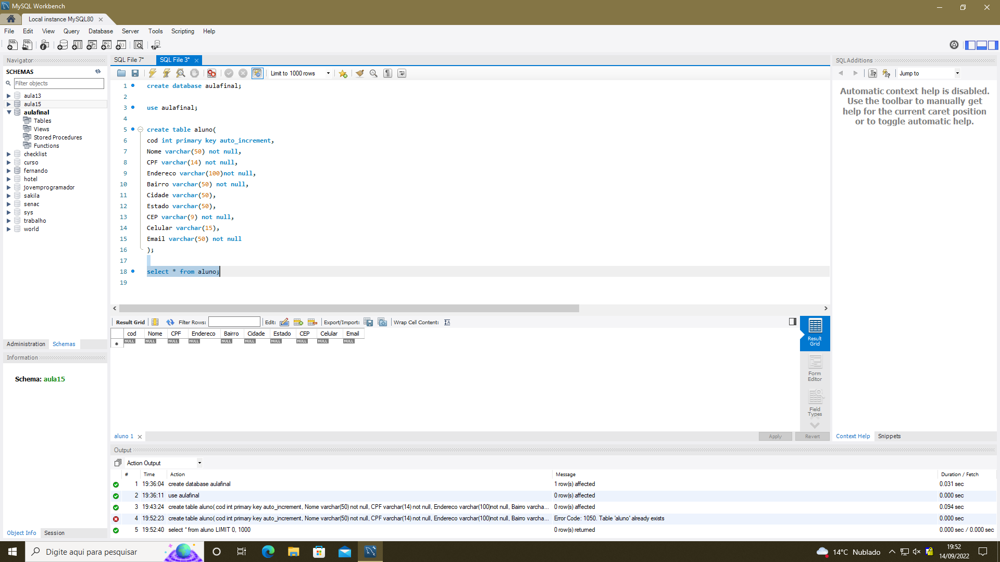 MySQL Workbench
Local instance MySQL80
File Edit View Query Database Server Tools Scripting Help
Navigator
SCHEMAS
Filter objects
aula13
aula15
aulafinal
Tables
Views
Stored Procedures
Functions
checklist
curso
fernando
hotel
jovemprogramador
sakila
senac
sys
trabalho
world
Administration Schemas
Information
Schema: aula15
Object Info Session
SQL File 7* SQL File 3*
Limit to 1000 rows
1 create database aulafinal;
2
3 use aulafinal;
4
5 create table aluno(
6 cod int primary key auto_increment,
7 Nome varchar(50) not null,
8 CPF varchar(14) not null,
9 Endereco varchar(100)not null,
10 Bairro varchar(50) not null,
11 Cidade varchar(50),
12 Estado varchar(50),
13 CEP varchar(9) not null,
14 Celular varchar(15),
15 Email varchar(50) not null
16 );
17
18 select * from aluno;
19
Result Grid Filter Rows: Edit: Export/Import: Wrap Cell Content:
cod Nome CPF Endereco Bairro Cidade Estado CEP Celular Email
NULL NULL NULL NULL NULL NULL NULL NULL NULL NULL
Result
Grid
Form
Editor
Field
Types
aluno 1
Apply Revert
SQLAdditions
Jump to
Automatic context help is disabled.
Use the toolbar to manually get
help for the current caret position
or to toggle automatic help.
Context Help Snippets
Output
Action Output
# Time Action Message Duration / Fetch
1 19:36:04 create database aulafinal 1 row(s) affected 0.031 sec
2 19:36:11 use aulafinal 0 row(s) affected 0.000 sec
3 19:43:24 create table aluno( cod int primary key auto_increment, Nome varchar(50) not null, CPF varchar(14) not null, Endereco varchar(100)not null, Bairro varcha... 0 row(s) affected 0.094 sec
4 19:52:23 create table aluno( cod int primary key auto_increment, Nome varchar(50) not null, CPF varchar(14) not null, Endereco varchar(100)not null, Bairro varcha... Error Code: 1050. Table 'aluno' already exists 0.000 sec
5 19:52:40 select * from aluno LIMIT 0, 1000 0 row(s) returned 0.000 sec / 0.000 sec
Digite aqui para pesquisar
14°C Nublado
19:52
14/09/2022